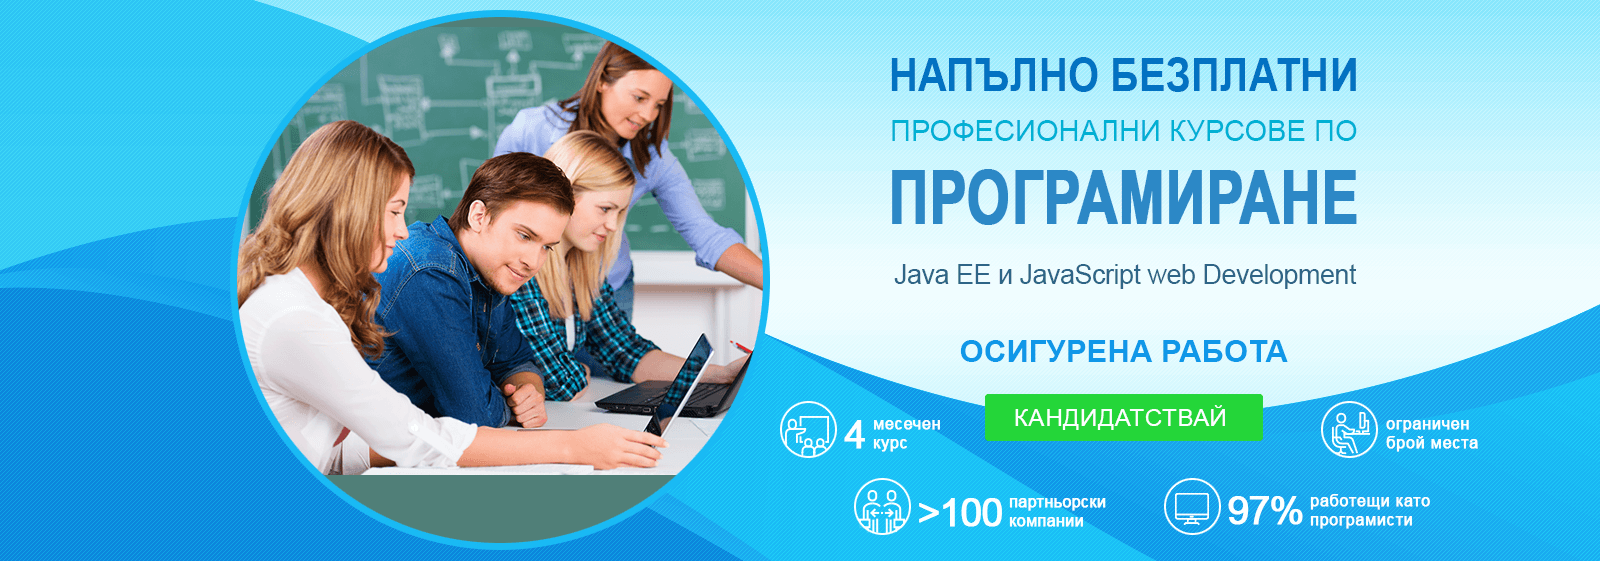 НАПЪЛНО БЕЗПЛАТНИ
ПРОФЕСИОНАЛНИ КУРСОВЕ ПО
ПРОГРАМИРАНЕ
Java EE и JavaScript web Development
ОСИГУРЕНА РАБОТА
КАНДИДАТСТВАЙ
4 месечен
курс
ограничен
брой места
>100 партньорски
компании
97% работещи като
програмисти